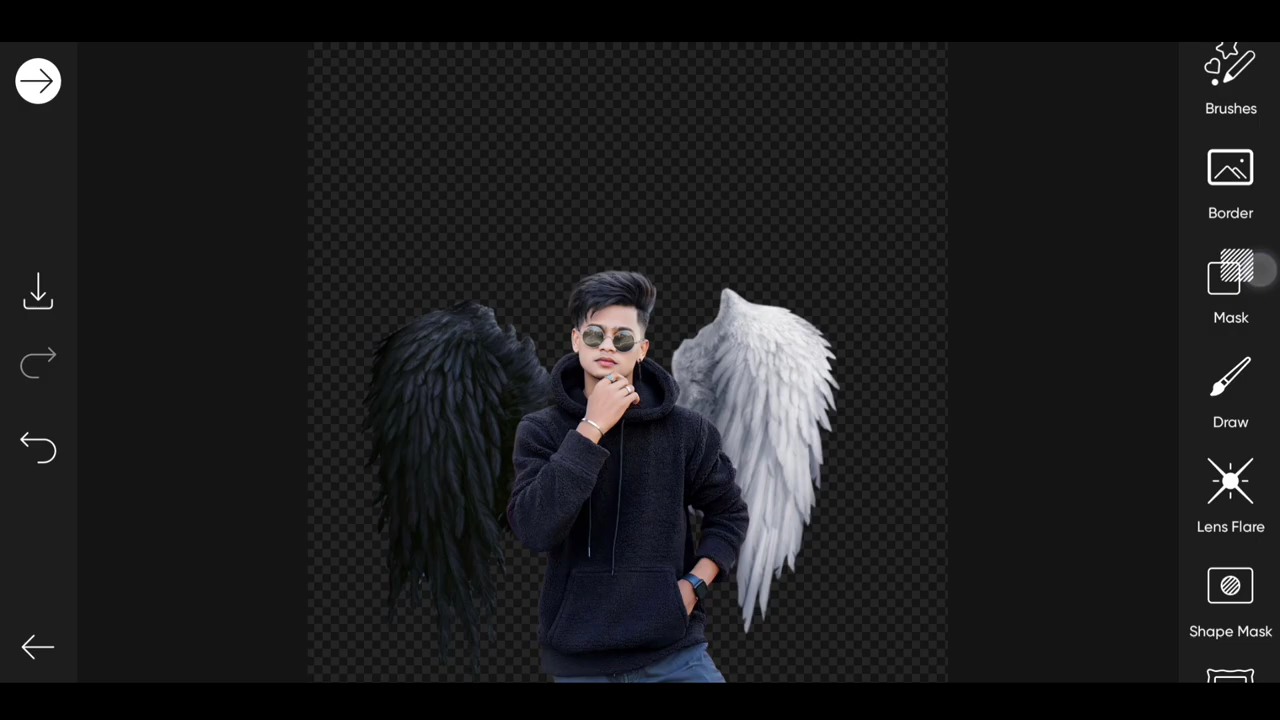 Brushes
Border
Mask
Draw
Lens Flare
Shape Mask